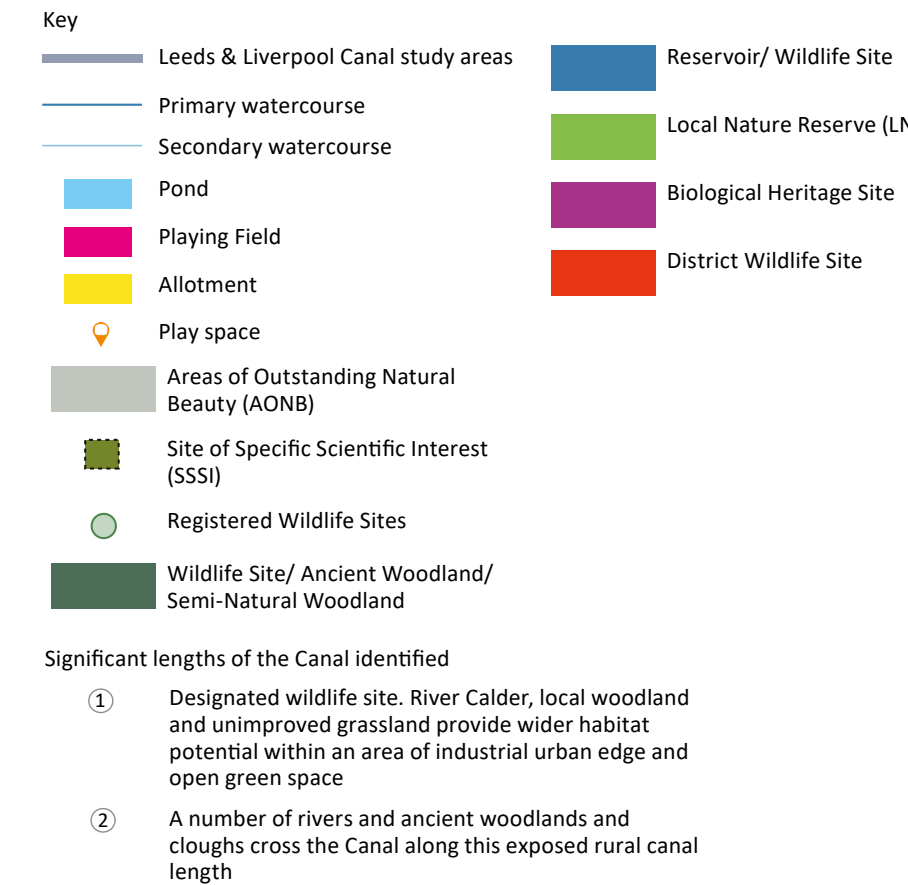 Key
Leeds & Liverpool Canal study areas
Primary watercourse
Secondary watercourse
Pond
Playing Field
Allotment
Play space
Areas of Outstanding Natural
Beauty (AONB)
Site of Specific Scientific Interest
(SSSI)
Registered Wildlife Sites
Wildlife Site/ Ancient Woodland/
Semi-Natural Woodland
Reservoir/ Wildlife Site
Local Nature Reserve
Biological Heritage Site
District Wildlife Site
Significant lengths of the Canal identified
1 Designated wildlife site. River Calder, local woodland
and unimproved grassland provide wider habitat
potential within an area of industrial urban edge and
open green space
2 A number of rivers and ancient woodlands and
cloughs cross the Canal along this exposed rural canal
length